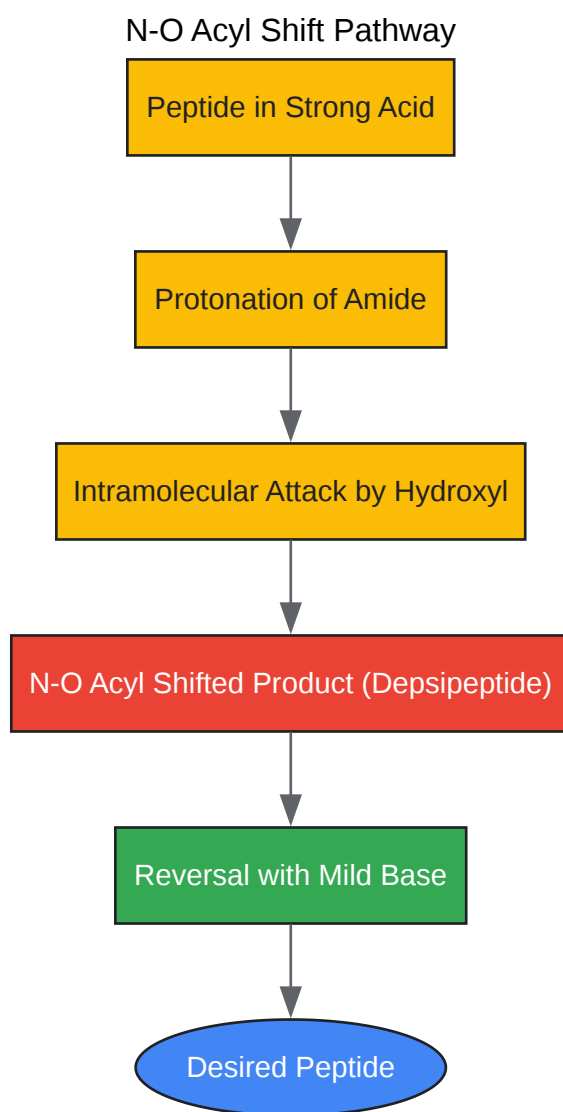 N-O Acyl Shift Pathway
Peptide in Strong Acid
Protonation of Amide
Intramolecular Attack by Hydroxyl
N-O Acyl Shifted Product (Depsipeptide)
Reversal with Mild Base
Desired Peptide